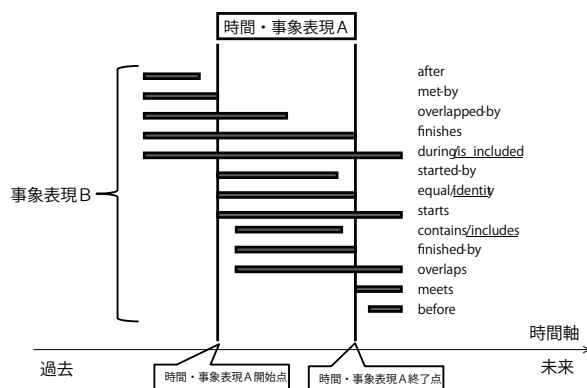 時間・事象表現A
after
met-by
overlapped-by
finishes
during/is included
started-by
equal/identity
starts
contains/includes
finished-by
overlaps
meets
before
事象表現B
時間軸
過去
未来
時間・事象表現A開始点
時間・事象表現A終了点